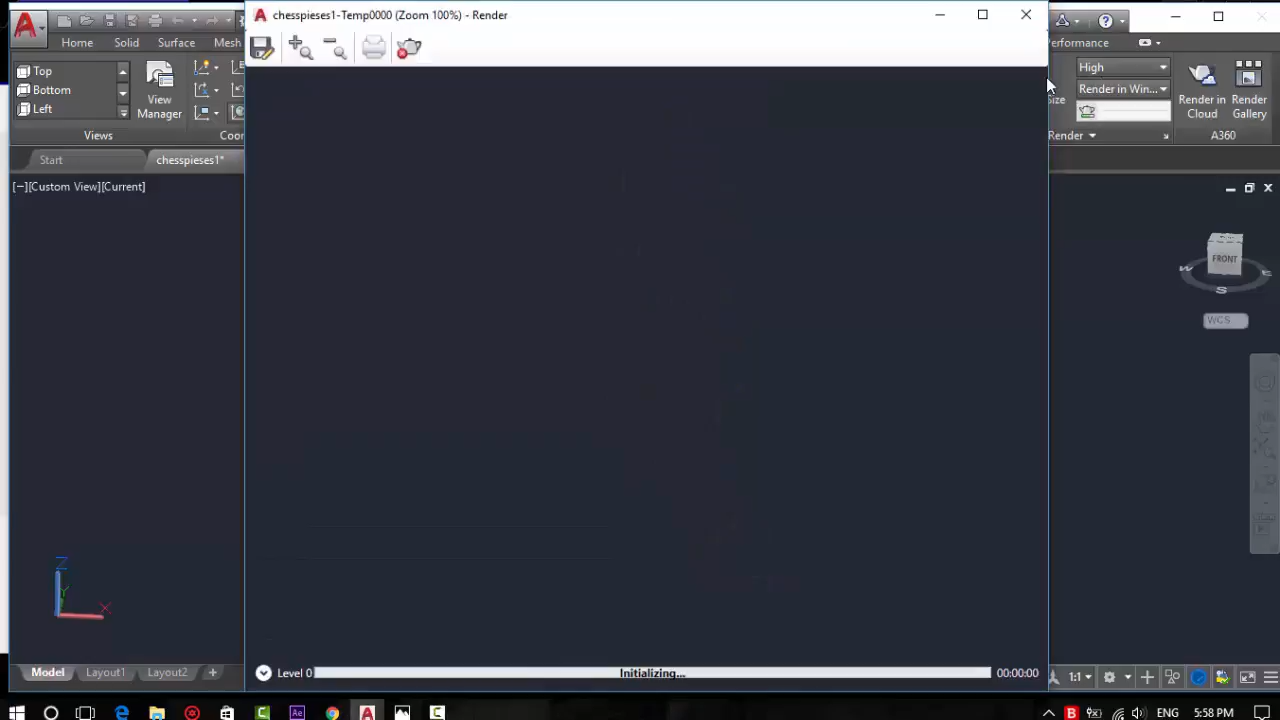 chesspieses1-Temp0000 (Zoom 100%) - Render
Home Solid Surface Mesh
erformance
Top
Bottom
Left
View
Manager
Views
Coor
High
Render in Win...
Size
Render
Render in
Cloud
Render
Gallery
A360
Start
chesspieses1*
[−][Custom View][Current]
FRONT
W
S
E
WCS
Z
Y
X
Level 0
Initializing...
00:00:00
Model
Layout1
Layout2
+
1:1
ENG
5:58 PM